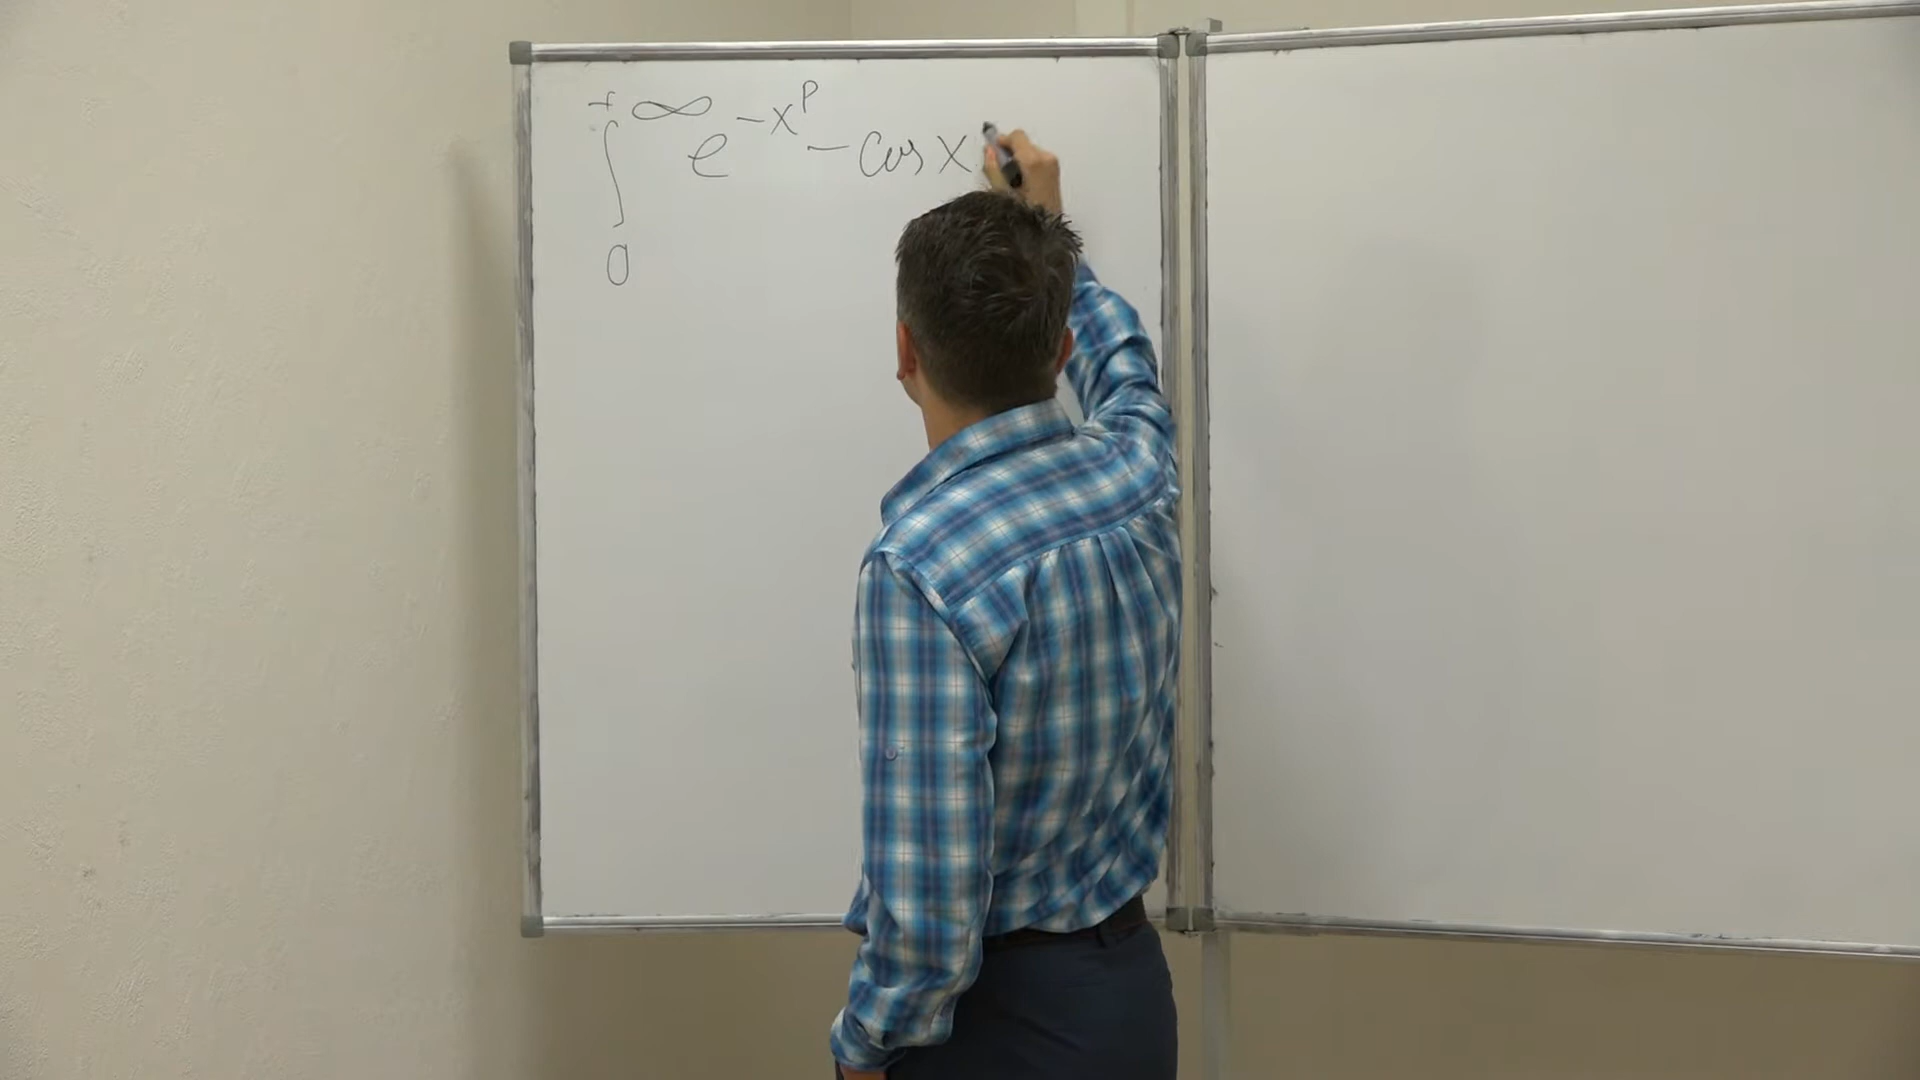 ∫₀^{+∞} e^{-x^p} - cos x